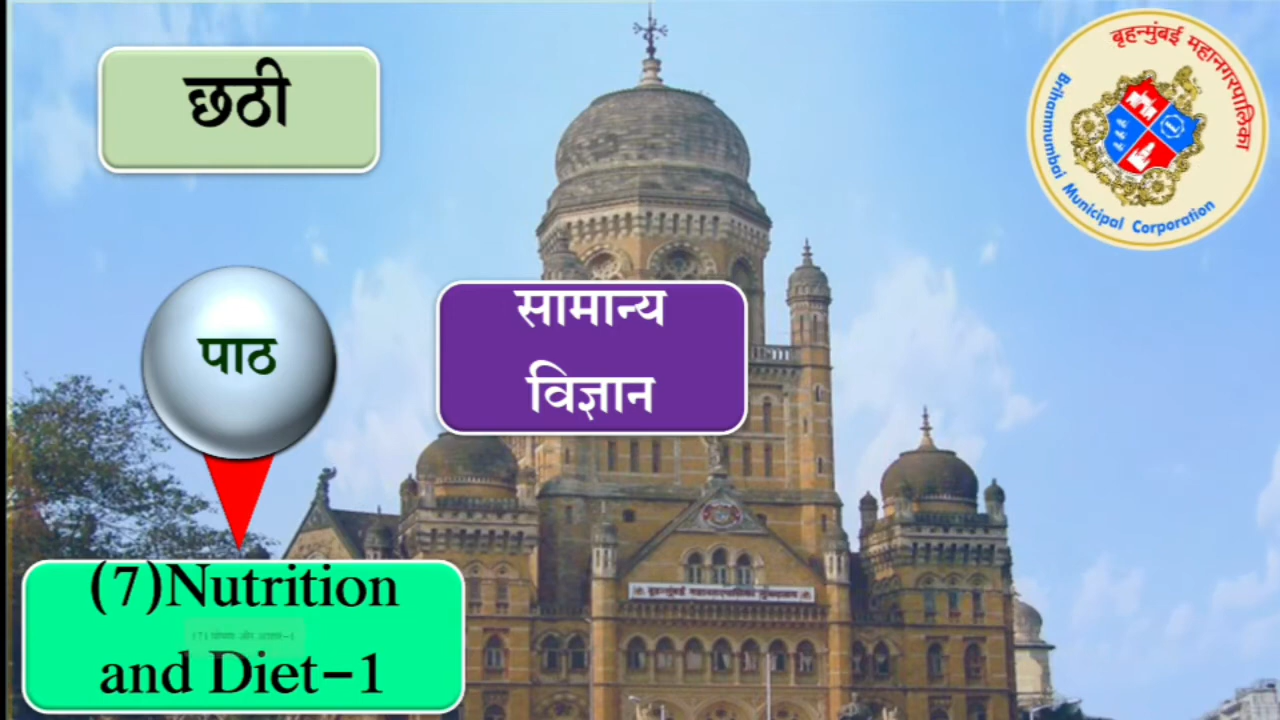 छठी
बृहन्मुंबई महानगरपालिका
Brihanmumbai Municipal Corporation
सामान्य
विज्ञान
पाठ
(7)Nutrition
and Diet-1